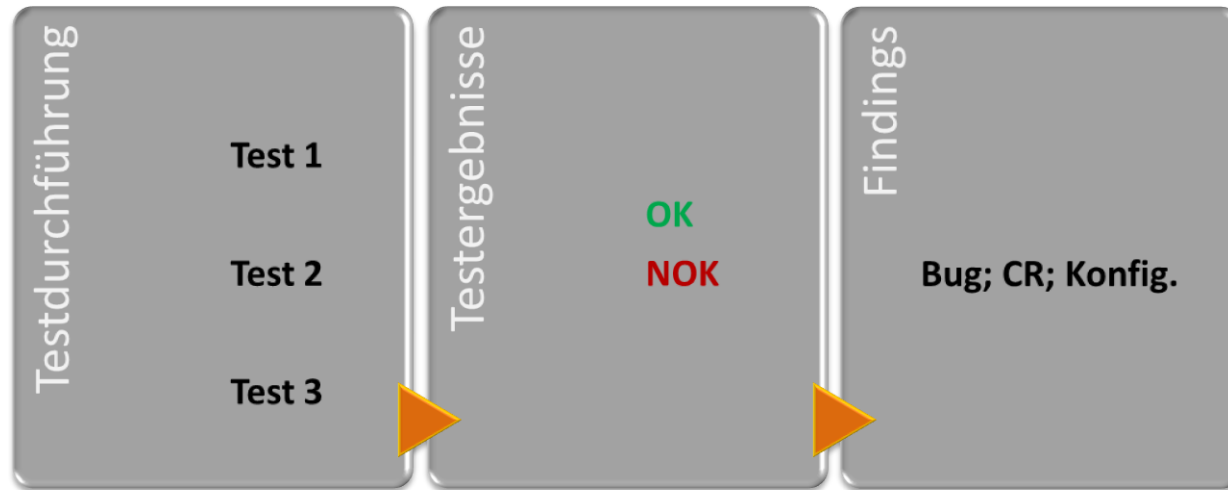 Testdurchführung
Test 1
Test 2
Test 3
Testergebnisse
OK
NOK
Findings
Bug; CR; Konfig.